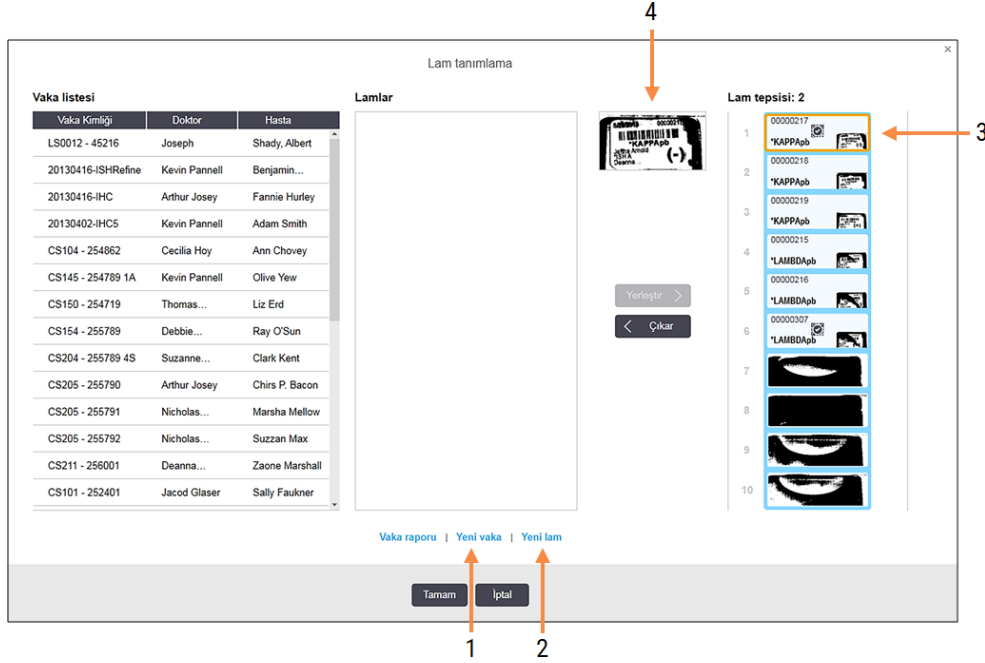 4
Lam tanımlama
×
Vaka listesi
Vaka Kimliği Doktor Hasta
LS0012 - 45216 Joseph Shady, Albert
20130416-ISHRefine Kevin Pannell Benjamin...
20130416-IHC Arthur Josey Fannie Hurley
20130402-IHC5 Kevin Pannell Adam Smith
CS104 - 254862 Cecilia Hoy Ann Chovey
CS145 - 254789 1A Kevin Pannell Olive Yew
CS150 - 254719 Thomas... Liz Erd
CS154 - 255789 Debbie... Ray O'Sun
CS204 - 255789 4S Suzanne... Clark Kent
CS205 - 255790 Arthur Josey Chirs P. Bacon
CS205 - 255791 Nicholas... Marsha Mellow
CS205 - 255792 Nicholas... Suzzan Max
CS211 - 256001 Deanna... Zaone Marshall
CS101 - 252401 Jacod Glaser Sally Faukner
Lamlar
*KAPPApb
Jeffha Arnold
*ISH A
Deanna...
(-)
Yerleştir >
< Çıkar
Lam tepsisi: 2
1 00000217
*KAPPApb
2 00000218
*KAPPApb
3 00000219
*KAPPApb
4 00000215
*LAMBDApb
5 00000216
*LAMBDApb
6 00000307
*LAMBDApb
7
8
9
10
3
Vaka raporu | Yeni vaka | Yeni lam
Tamam İptal
1 2